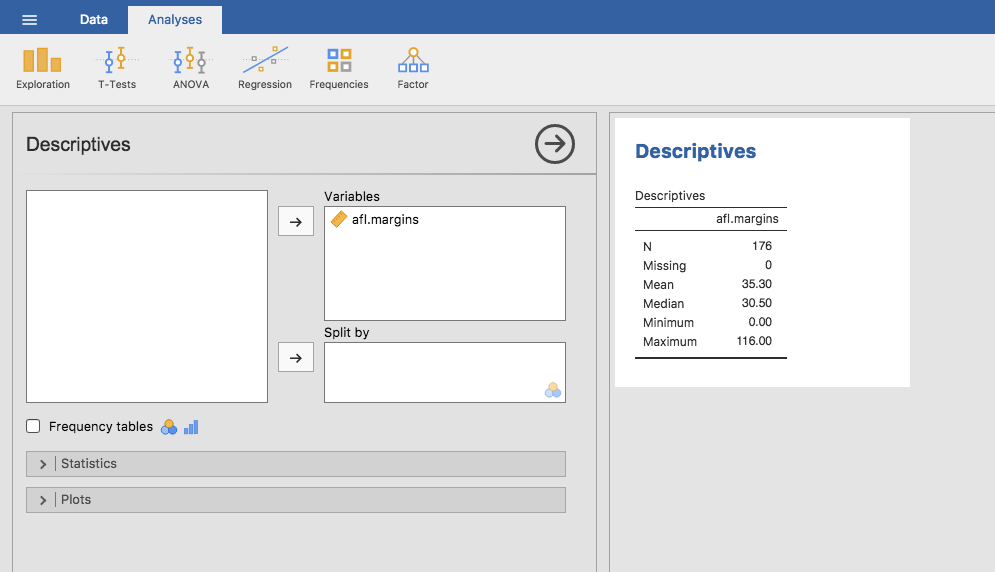 Data Analyses
Exploration T-Tests ANOVA Regression Frequencies Factor
Descriptives
Variables
afl.margins
Split by
Frequency tables
Statistics
Plots
Descriptives
Descriptives
afl.margins
N 176
Missing 0
Mean 35.30
Median 30.50
Minimum 0.00
Maximum 116.00